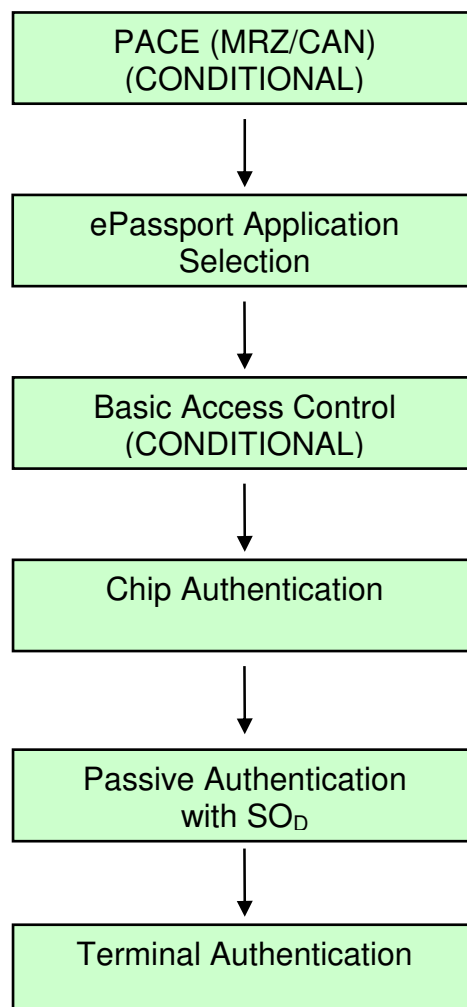 PACE (MRZ/CAN)
(CONDITIONAL)
ePassport Application
Selection
Basic Access Control
(CONDITIONAL)
Chip Authentication
Passive Authentication
with SOD
Terminal Authentication